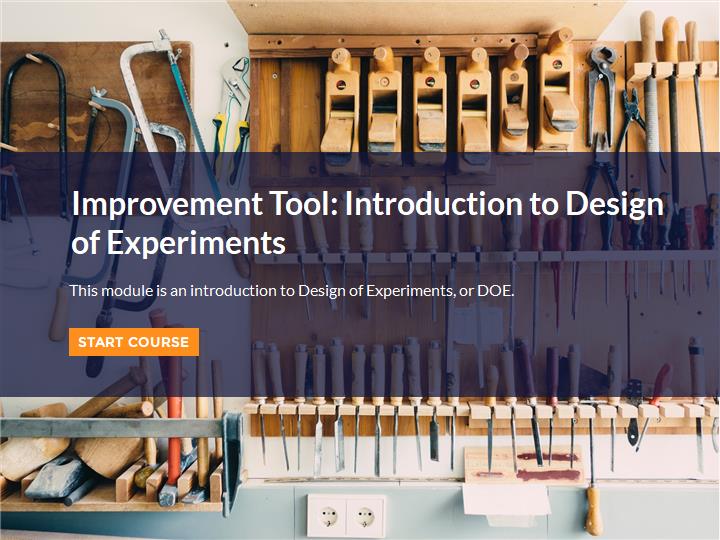 Improvement Tool: Introduction to Design
of Experiments
This module is an introduction to Design of Experiments, or DOE.
START COURSE